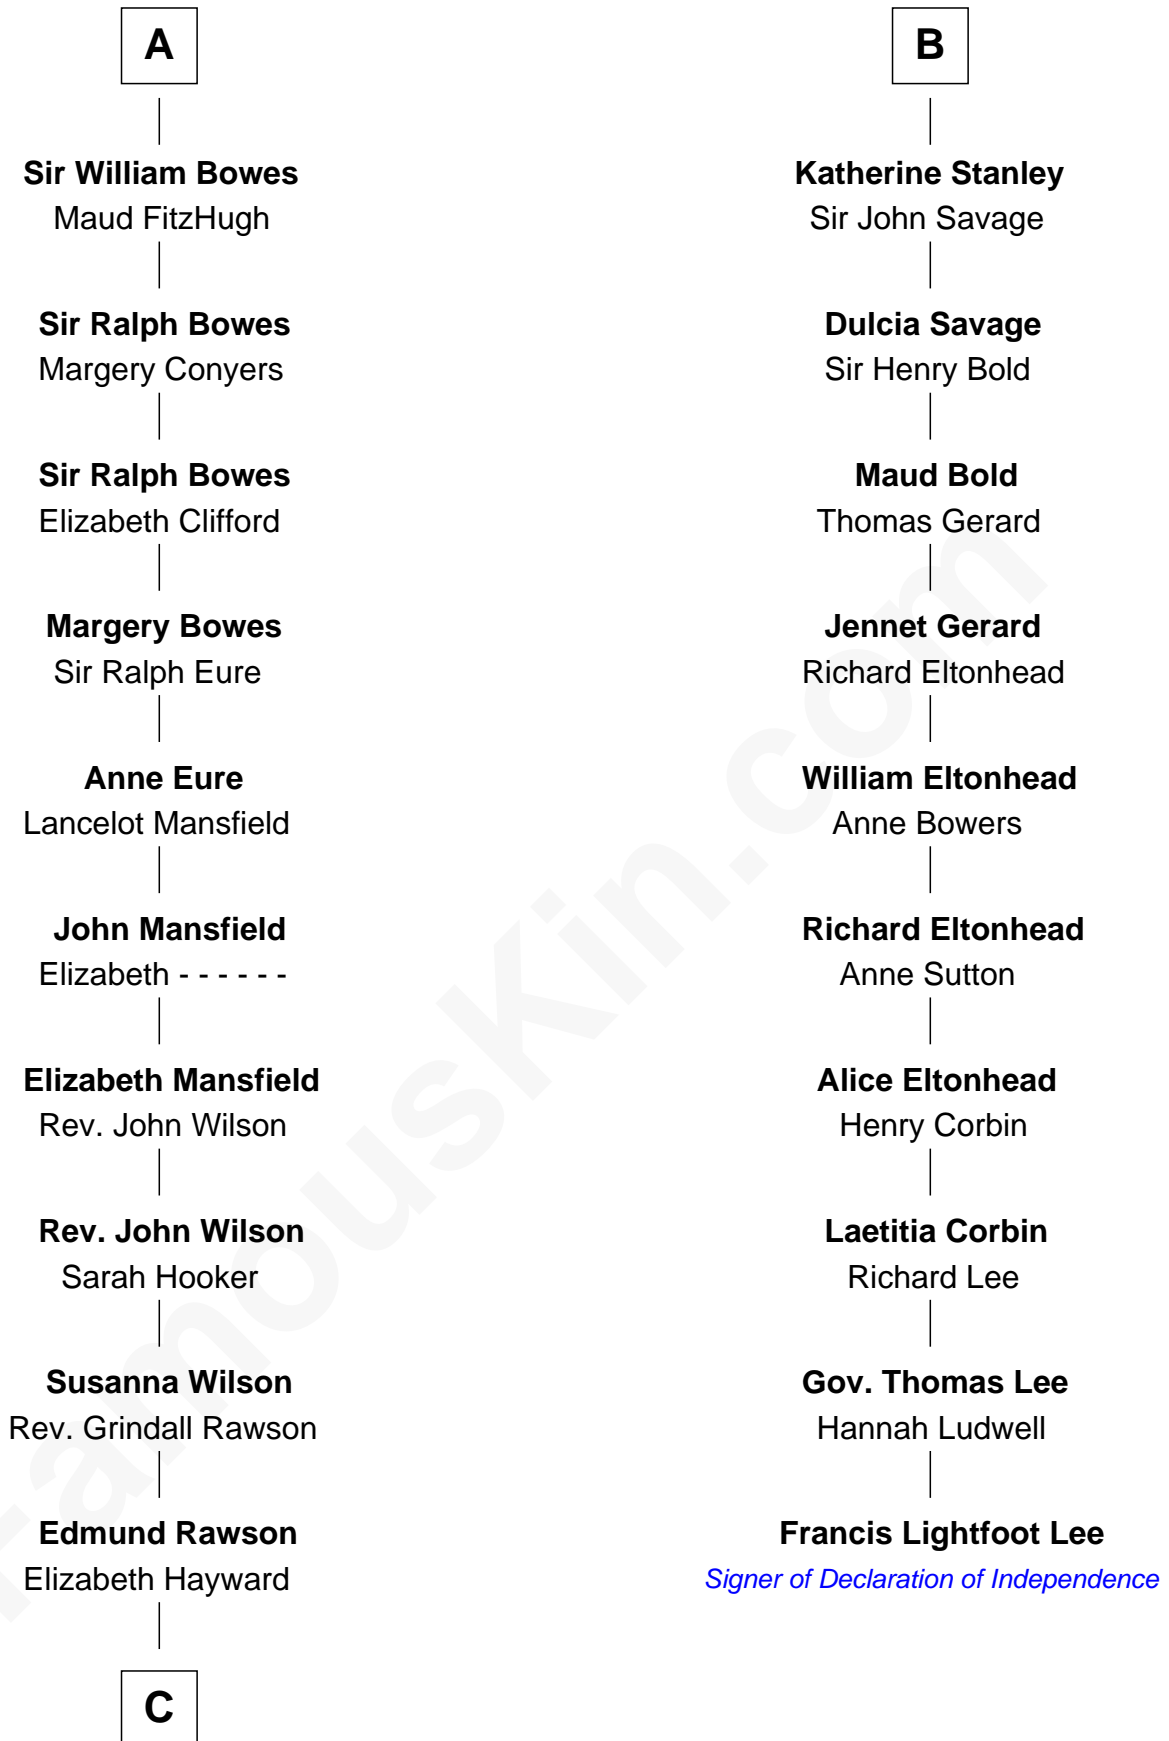 A
Sir William Bowes
Maud FitzHugh
Sir Ralph Bowes
Margery Conyers
Sir Ralph Bowes
Elizabeth Clifford
Margery Bowes
Sir Ralph Eure
Anne Eure
Lancelot Mansfield
John Mansfield
Elizabeth - - - - - -
Elizabeth Mansfield
Rev. John Wilson
Rev. John Wilson
Sarah Hooker
Susanna Wilson
Rev. Grindall Rawson
Edmund Rawson
Elizabeth Hayward
C
B
Katherine Stanley
Sir John Savage
Dulcia Savage
Sir Henry Bold
Maud Bold
Thomas Gerard
Jennet Gerard
Richard Eltonhead
William Eltonhead
Anne Bowers
Richard Eltonhead
Anne Sutton
Alice Eltonhead
Henry Corbin
Laetitia Corbin
Richard Lee
Gov. Thomas Lee
Hannah Ludwell
Francis Lightfoot Lee
Signer of Declaration of Independence
FamousKin.com